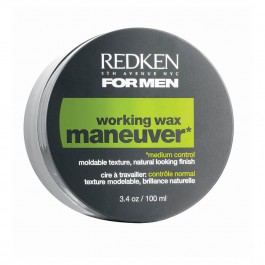 REDKEN
5TH AVENUE NYC
FOR MEN
working wax
maneuver*
*medium control
moldable texture, natural looking finish
cire à travailler: contrôle normal
texture modelable, brillance naturelle
3.4 oz / 100 ml